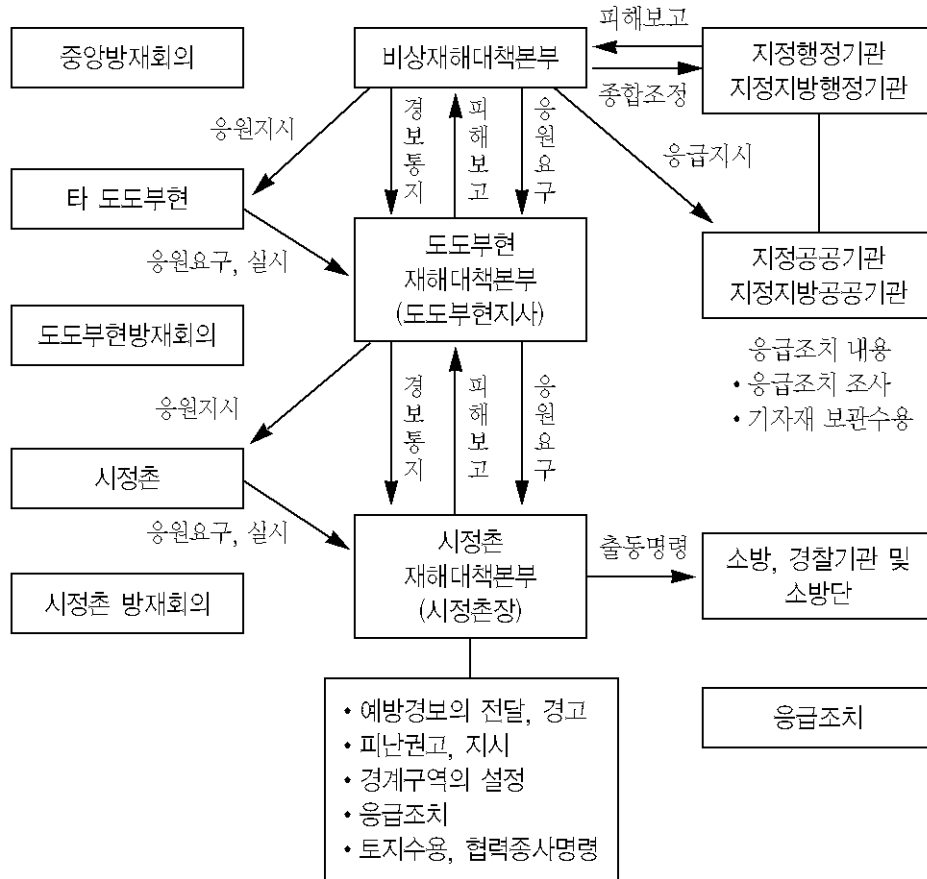 중앙방재회의
비상재해대책본부
피해보고
종합조정
지정행정기관
지정지방행정기관
응원지시
경보통지
피해보고
응원요구
응급지시
타 도도부현
응원요구, 실시
도도부현
재해대책본부
(도도부현지사)
지정공공기관
지정지방공공기관
도도부현방재회의
응급조치 내용
• 응급조치 조사
• 기자재 보관수용
응원지시
경보통지
피해보고
응원요구
시정촌
응원요구, 실시
시정촌
재해대책본부
(시정촌장)
출동명령
소방, 경찰기관 및
소방단
시정촌 방재회의
• 예방경보의 전달, 경고
• 피난권고, 지시
• 경계구역의 설정
• 응급조치
• 토지수용, 협력종사명령
응급조치